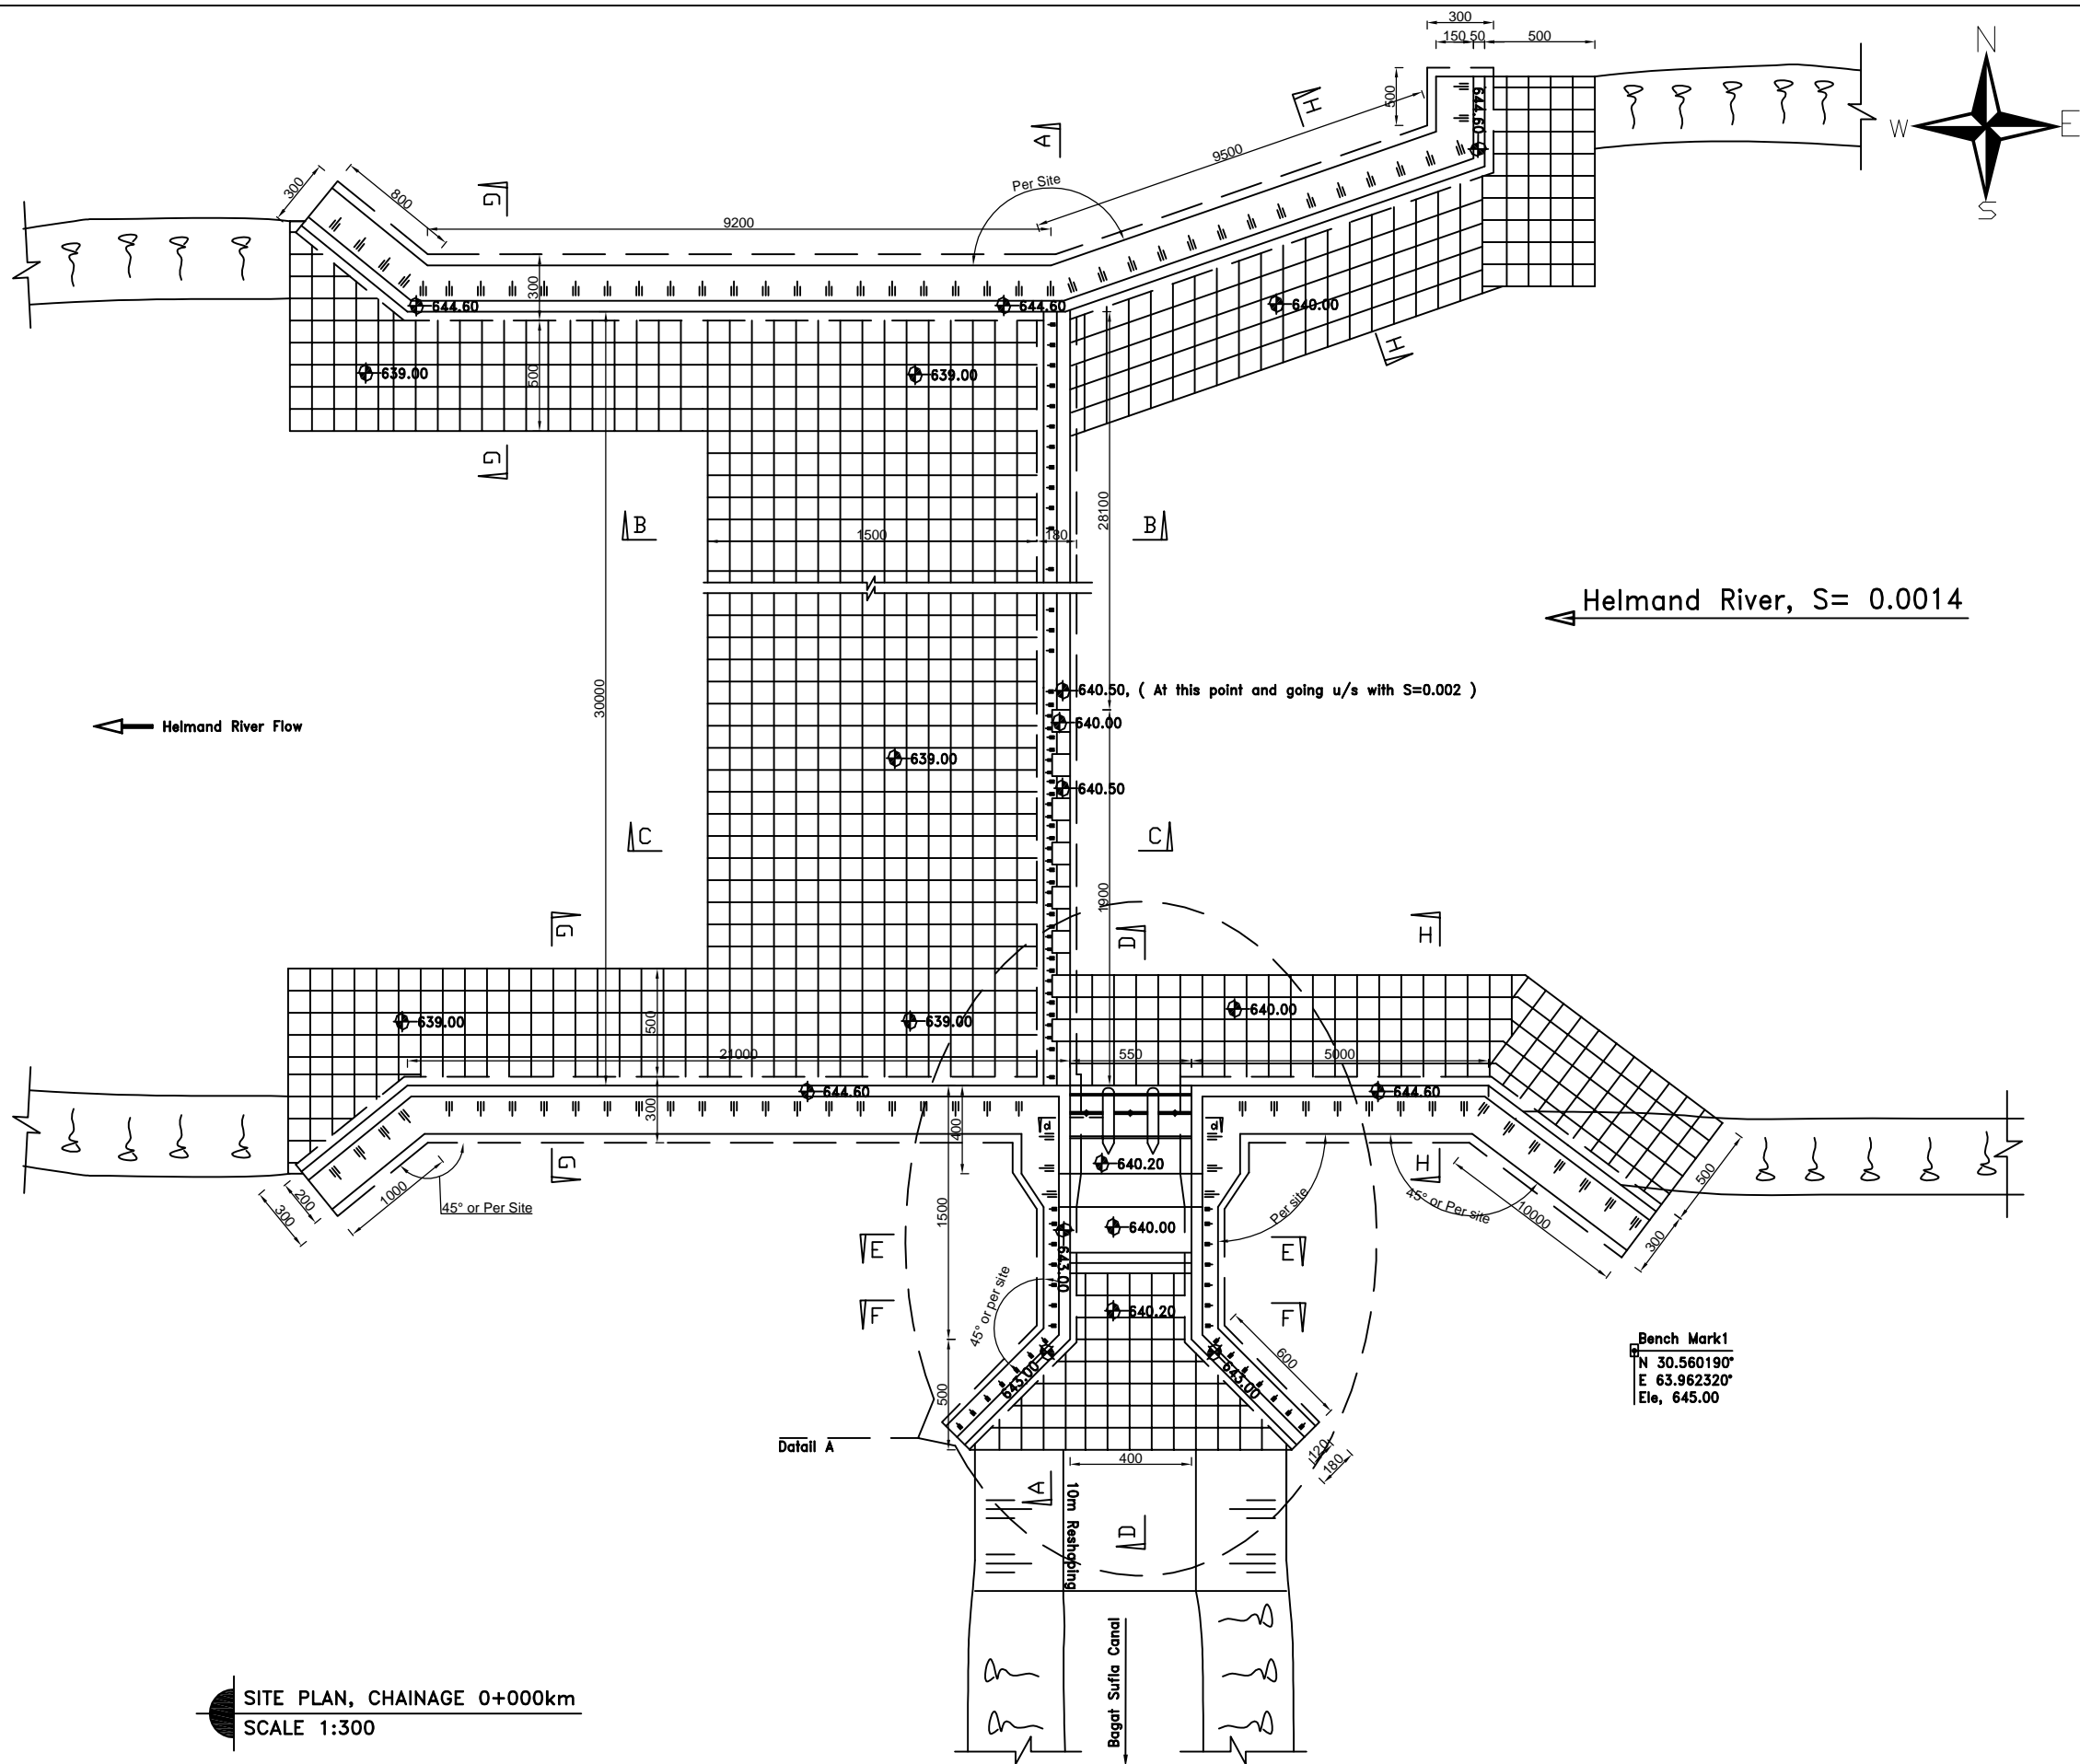 300
150 50
500
N
W
E
S
500
644.60
H
A
9500
Per Site
300
800
G
9200
300
644.60
644.60
640.00
H
639.00
639.00
500
G
B
B
28100
1500
180
Helmand River, S= 0.0014
30000
640.50, ( At this point and going u/s with S=0.002 )
640.00
Helmand River Flow
639.00
640.50
C
C
1900
G
D
H
639.00
639.00
640.00
500
21000
550
5000
644.60
644.60
300
400
d
d
640.20
G
H
1000
200
300
45° or Per Site
1500
Per site
45° or Per site
10000
500
300
640.00
E
E
643.00
45° or per site
F
F
640.20
643.00
643.00
600
500
Bench Mark1
N 30.560190°
E 63.962320°
Ele, 645.00
Datail A
400
120
180
A
10m Reshaping
D
Bagat Sufla Canal
SITE PLAN, CHAINAGE 0+000km
SCALE 1:300